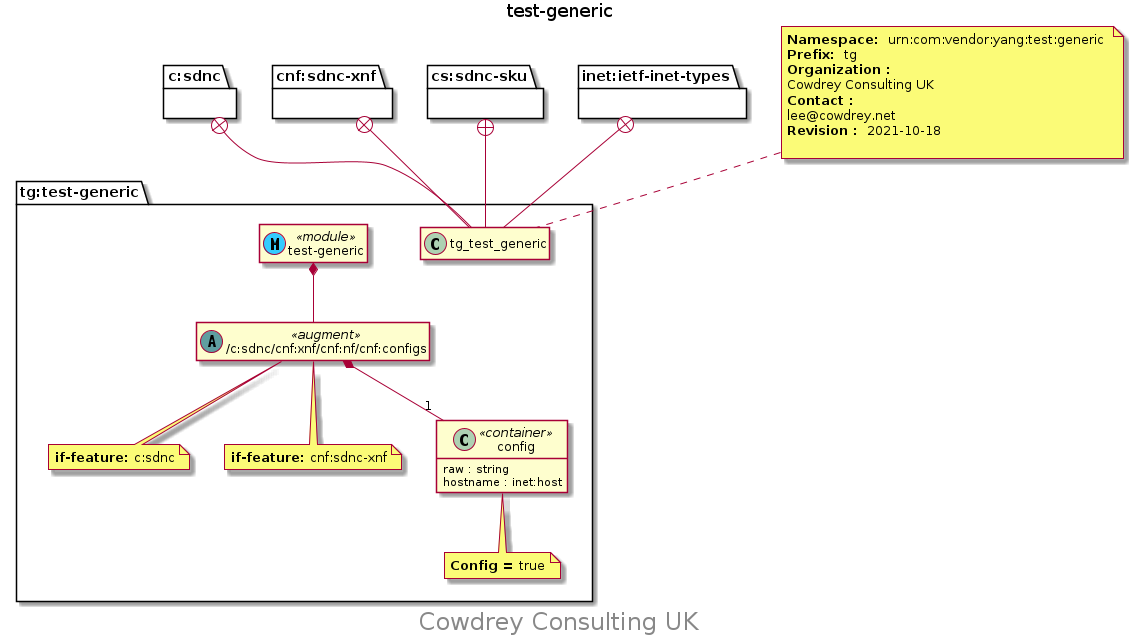 test-generic
Namespace: urn:com:vendor:yang:test:generic
Prefix: tg
Organization :
Cowdrey Consulting UK
Contact :
lee@cowdrey.net
Revision : 2021-10-18
c:sdnc
cnf:sdnc-xnf
cs:sdnc-sku
inet:ietf-inet-types
tg:test-generic
M
«module»
test-generic
C tg_test_generic
A
«augment»
/c:sdnc/cnf:xnf/cnf:nf/cnf:configs
1
if-feature: c:sdnc
if-feature: cnf:sdnc-xnf
C
«container»
config
raw : string
hostname : inet:host
Config = true
Cowdrey Consulting UK